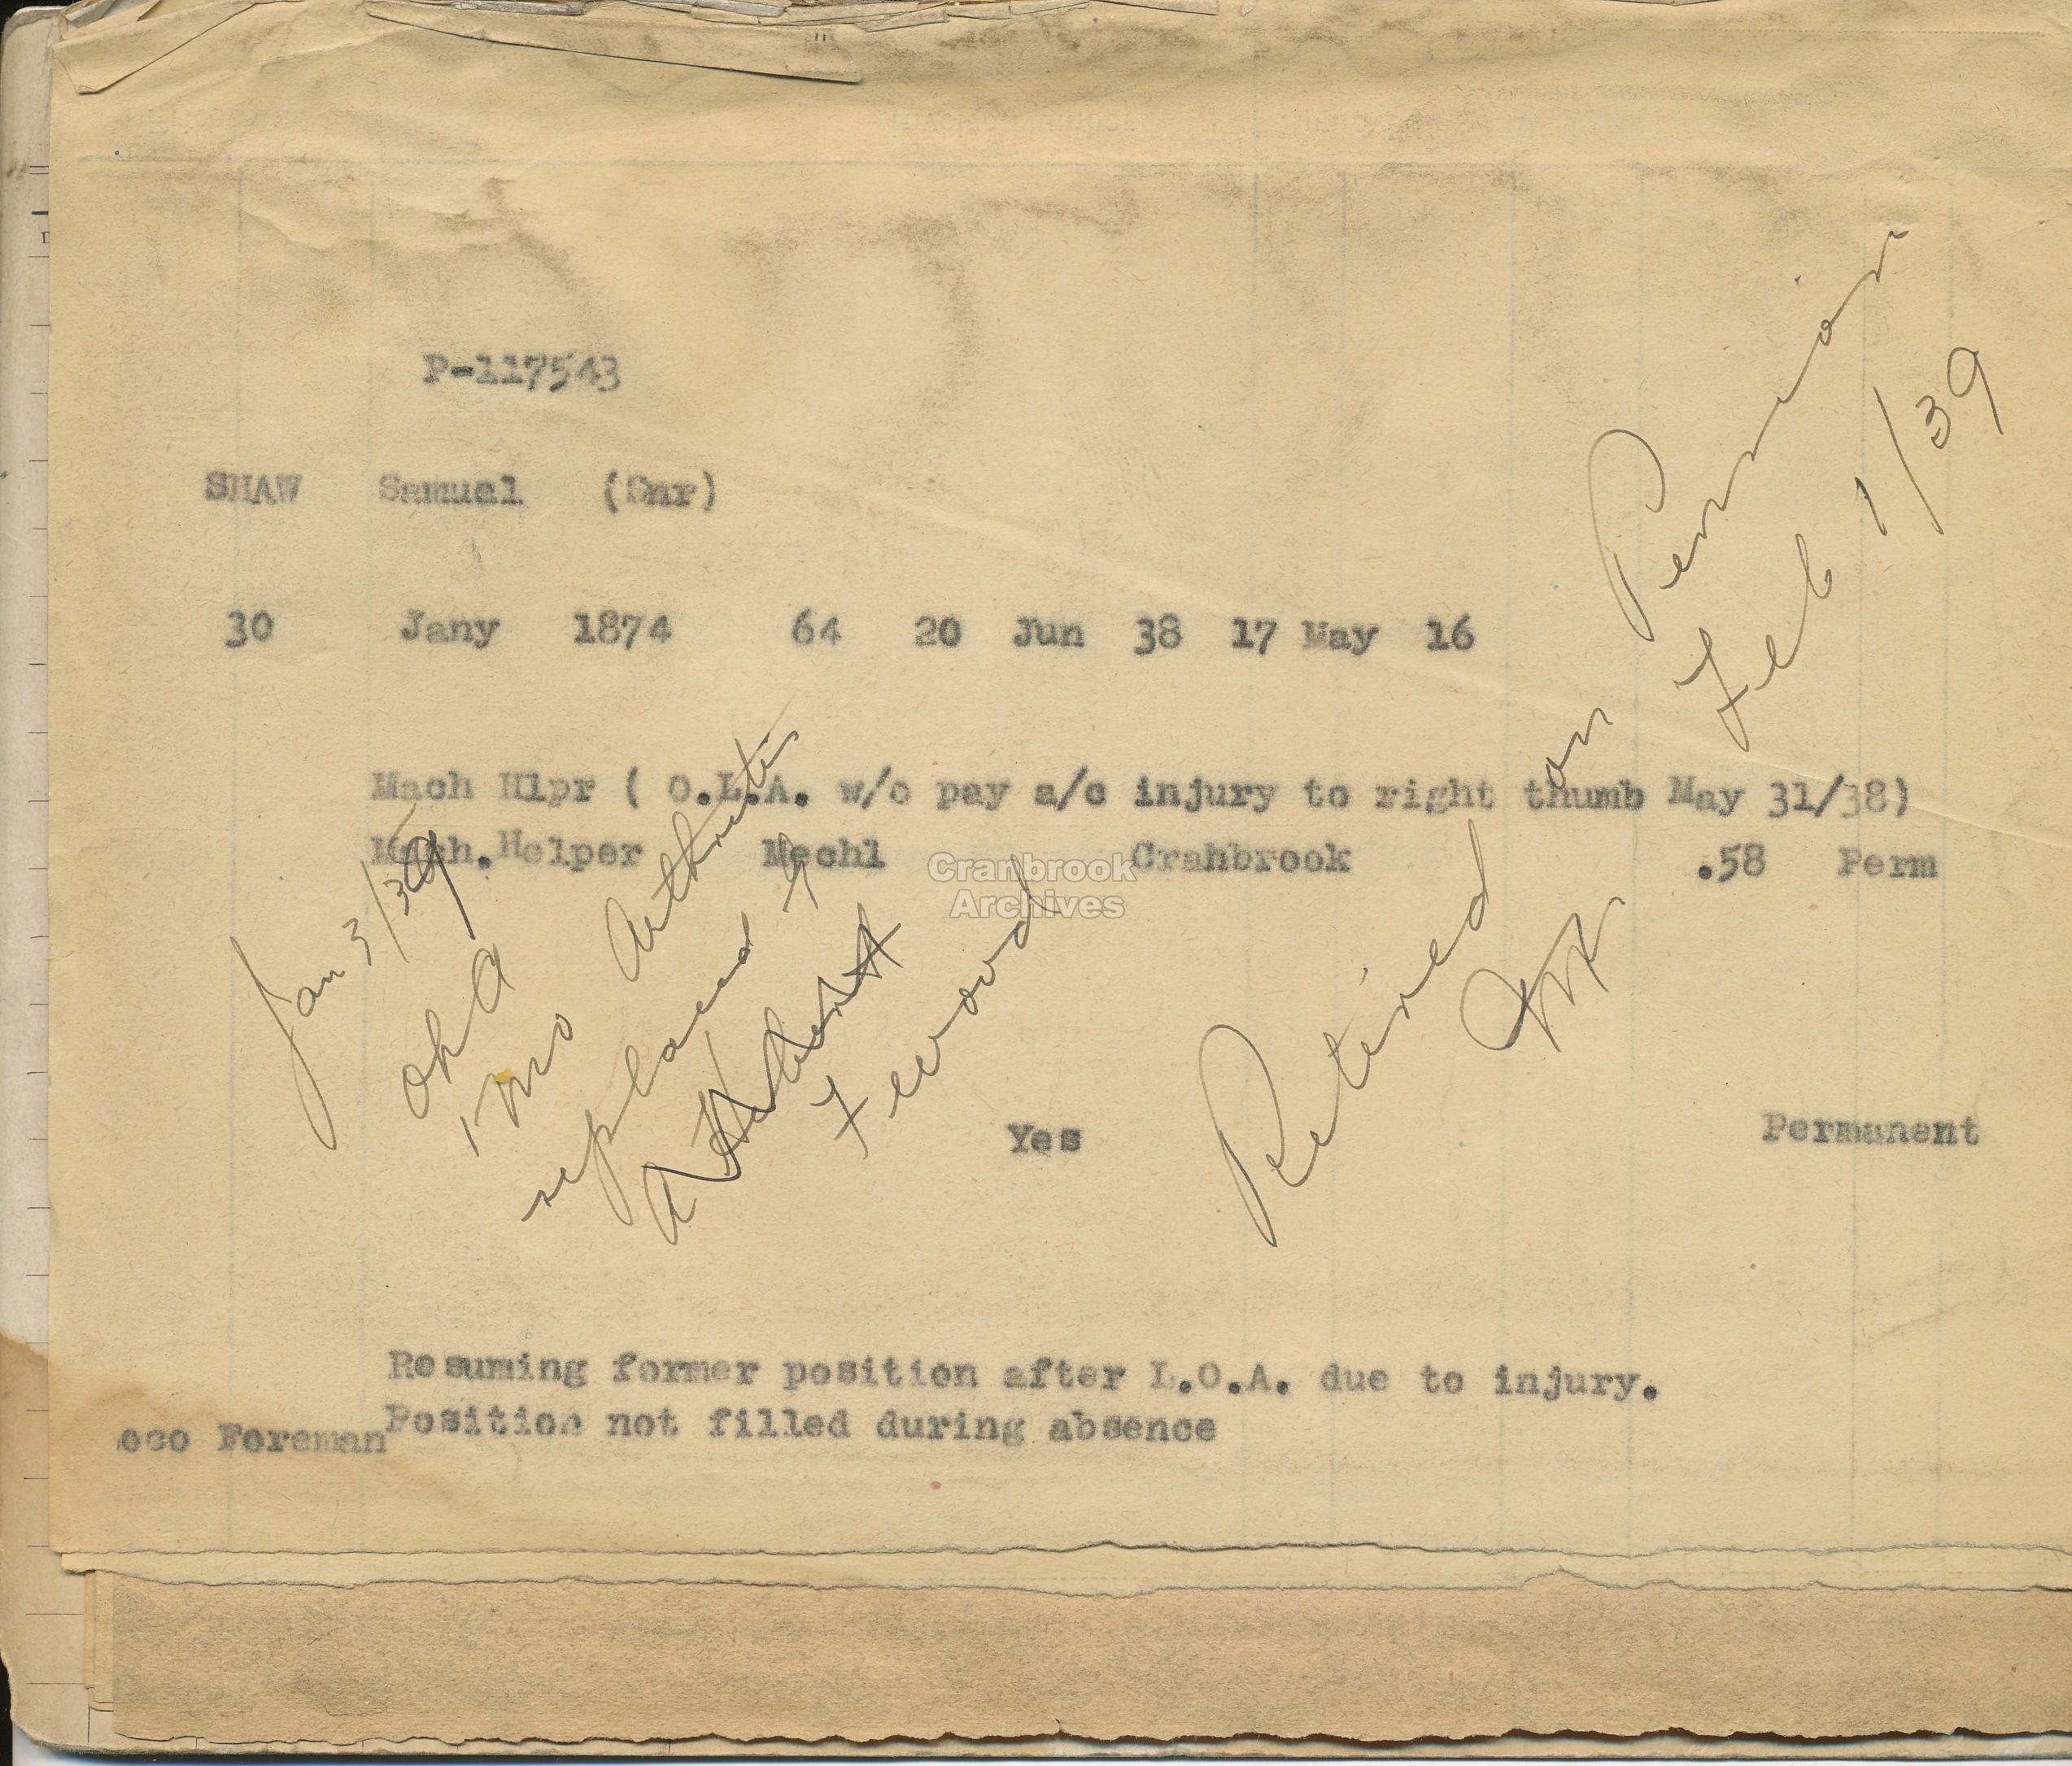 P-117543
SHAW Samuel (Snr)
30 Jany 1874 64 20 Jun 38 17 May 16
Mach Hlpr ( O.L.A. w/o pay a/c injury to right thumb May 31/38)
Mach. Helper Mechl Cranbrook .58 Perm
Cranbrook
Archives
Yes Permanent
Resuming former position after L.O.A. due to injury.
Position not filled during absence
oco Foreman
Jan 3/39
1 mo Arthritis
replaced by
Retired on Pension
Feb 1/39